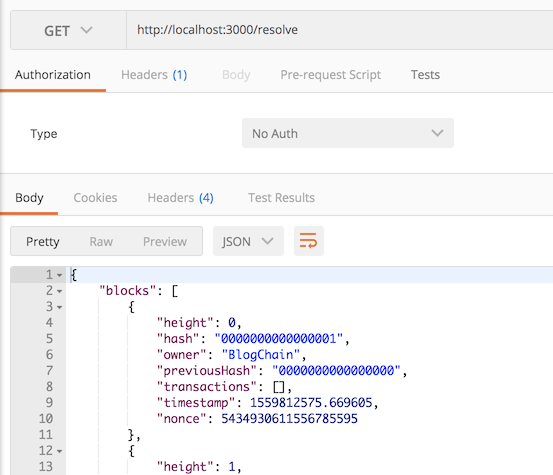 GET http://localhost:3000/resolve
Authorization Headers (1) Body Pre-request Script Tests
Type No Auth
Body Cookies Headers (4) Test Results
Pretty Raw Preview JSON
1 {
2 "blocks": [
3 {
4 "height": 0,
5 "hash": "0000000000000001",
6 "owner": "BlogChain",
7 "previousHash": "0000000000000000",
8 "transactions": [],
9 "timestamp": 1559812575.669605,
10 "nonce": 5434930611556785595
11 },
12 {
13 "height": 1,